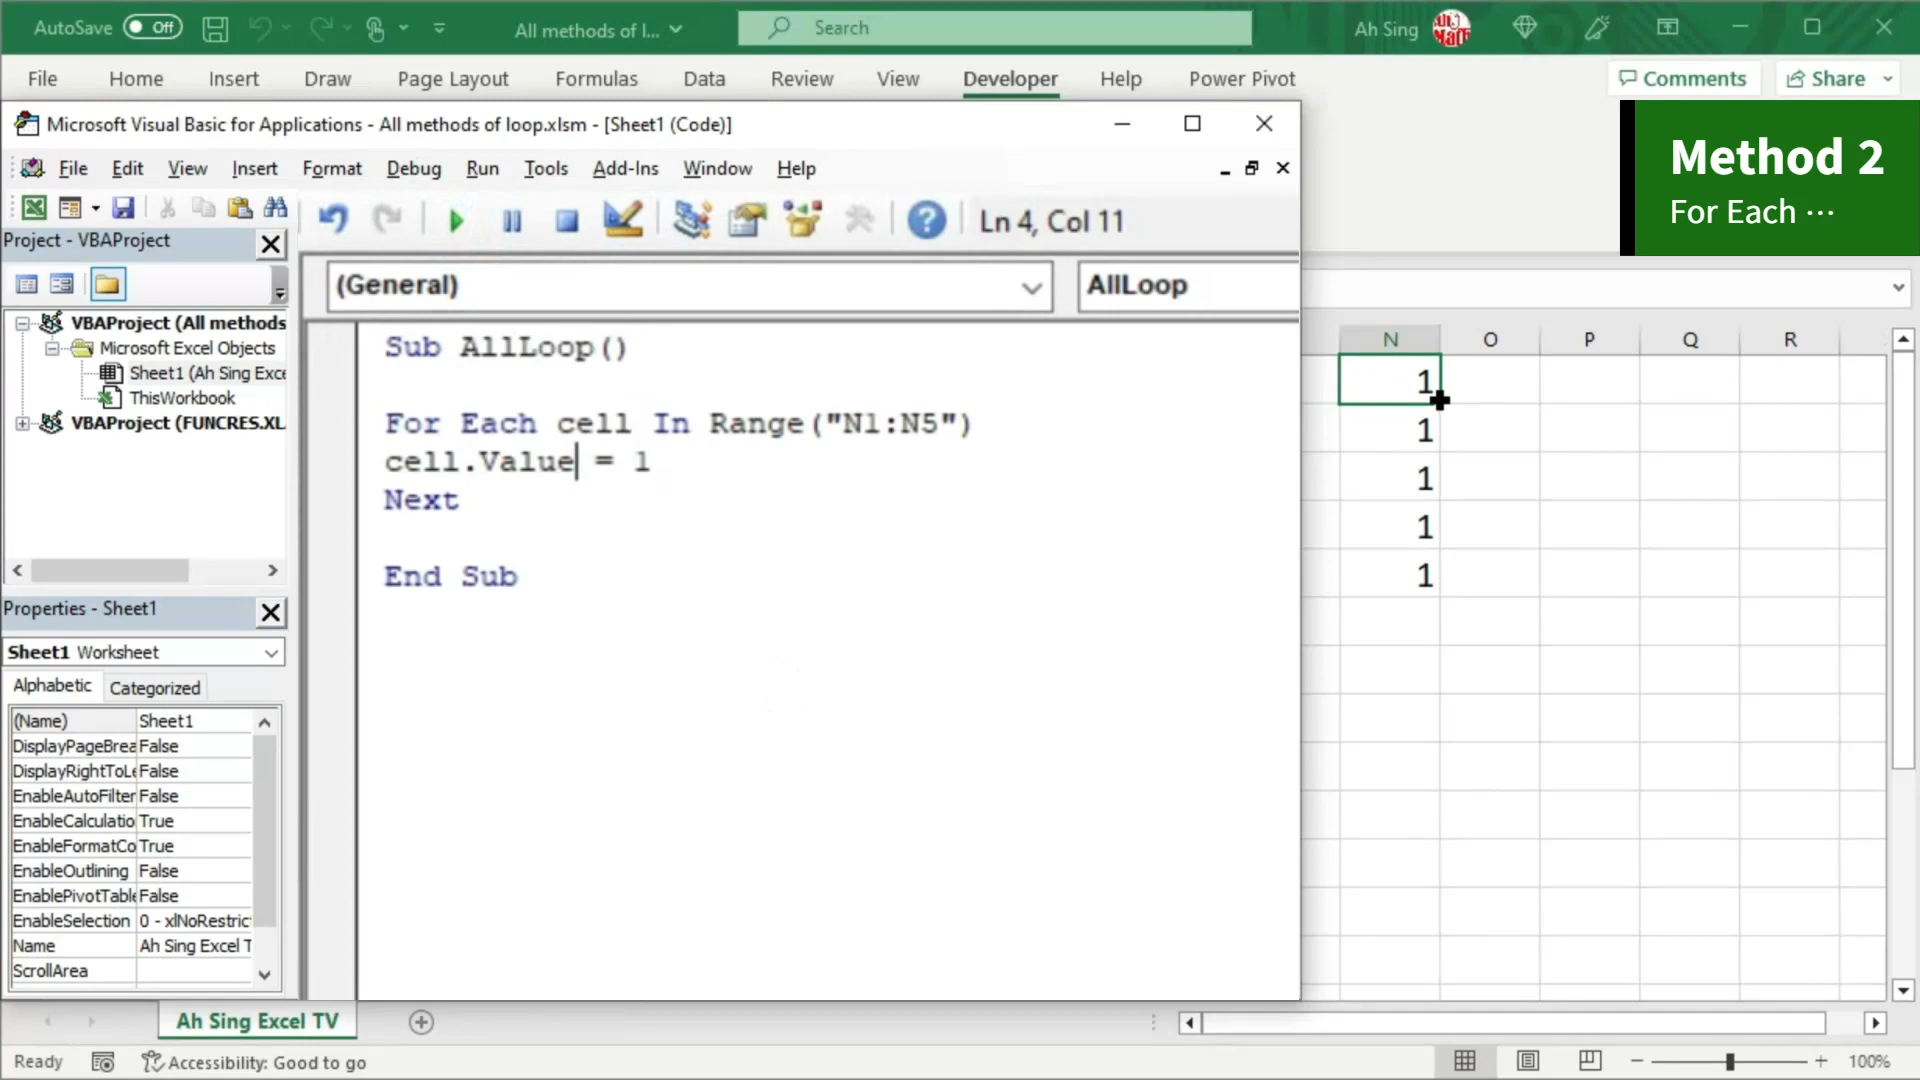 AutoSave Off All methods of l... Search Ah Sing
File Home Insert Draw Page Layout Formulas Data Review View Developer Help Power Pivot Comments Share
Microsoft Visual Basic for Applications - All methods of loop.xlsm - [Sheet1 (Code)]
Method 2
For Each ···
File Edit View Insert Format Debug Run Tools Add-Ins Window Help
Ln 4, Col 11
Project - VBAProject
(General) AllLoop
VBAProject (All methods
Microsoft Excel Objects
Sheet1 (Ah Sing Exce
ThisWorkbook
VBAProject (FUNCRES.XL
Sub AllLoop()
For Each cell In Range("N1:N5")
cell.Value = 1
Next
End Sub
N O P Q R
1
1
1
1
1
Properties - Sheet1
Sheet1 Worksheet
Alphabetic Categorized
(Name) Sheet1
DisplayPageBrea False
DisplayRightToLe False
EnableAutoFilter False
EnableCalculatio True
EnableFormatCo True
EnableOutlining False
EnablePivotTable False
EnableSelection 0 - xlNoRestric
Name Ah Sing Excel T
ScrollArea
Ah Sing Excel TV
Ready Accessibility: Good to go 100%